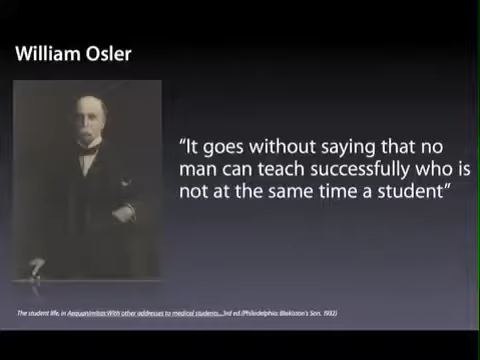 William Osler
“It goes without saying that no
man can teach successfully who is
not at the same time a student”
The student life, in Aequanimitas: With other addresses to medical students..., 3rd ed. (Philadelphia: Blakiston's Son, 1932)